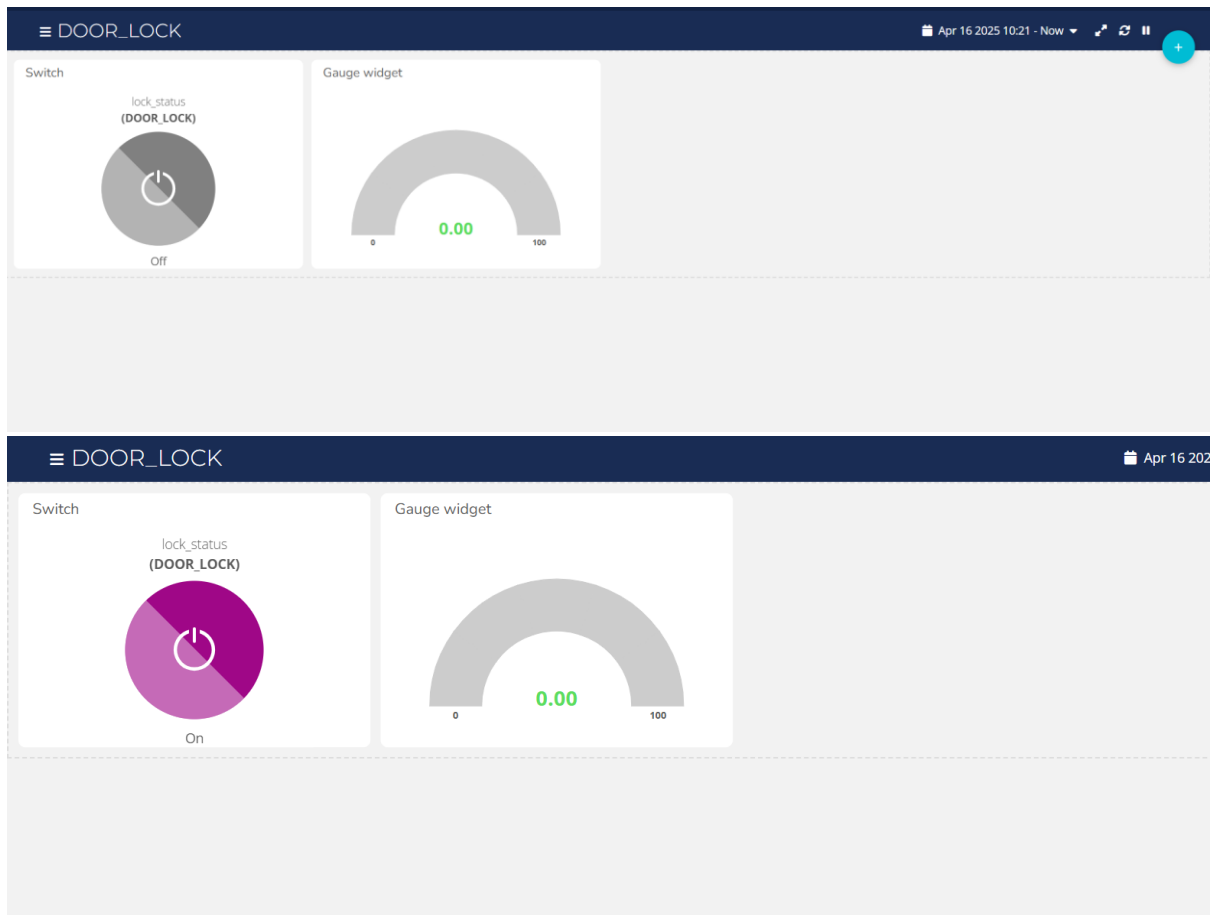 DOOR_LOCK
Apr 16 2025 10:21 - Now
+
Switch
lock_status
(DOOR_LOCK)
Off
Gauge widget
0.00
0
100
DOOR_LOCK
Apr 16 202
Switch
lock_status
(DOOR_LOCK)
On
Gauge widget
0.00
0
100